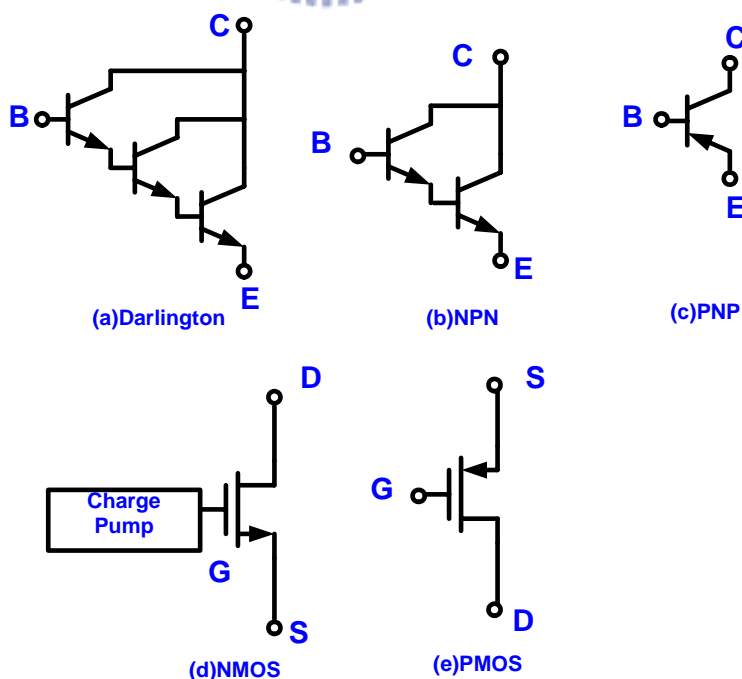 C
B
E
(a)Darlington
C
B
E
(b)NPN
C
B
E
(c)PNP
D
Charge
Pump
G
S
(d)NMOS
S
G
D
(e)PMOS